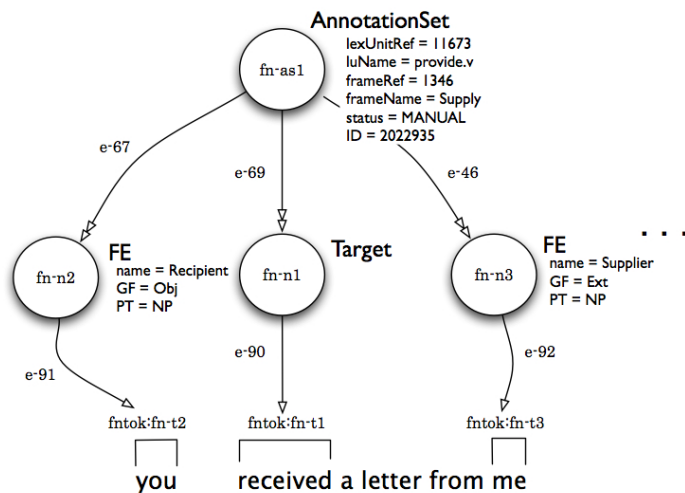 AnnotationSet
lexUnitRef = 11673
luName = provide.v
frameRef = 1346
frameName = Supply
status = MANUAL
ID = 2022935
fn-as1
e-67
e-69
e-46
FE
name = Recipient
GF = Obj
PT = NP
fn-n2
Target
fn-n1
FE
name = Supplier
GF = Ext
PT = NP
fn-n3
. . .
e-91
e-90
e-92
fntok:fn-t2
fntok:fn-t1
fntok:fn-t3
you received a letter from me